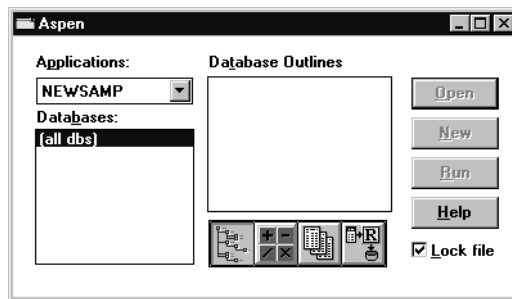 Aspen
Applications:
NEWSAMP
Databases:
(all dbs)
Database Outlines
R
Open
New
Run
Help
Lock file